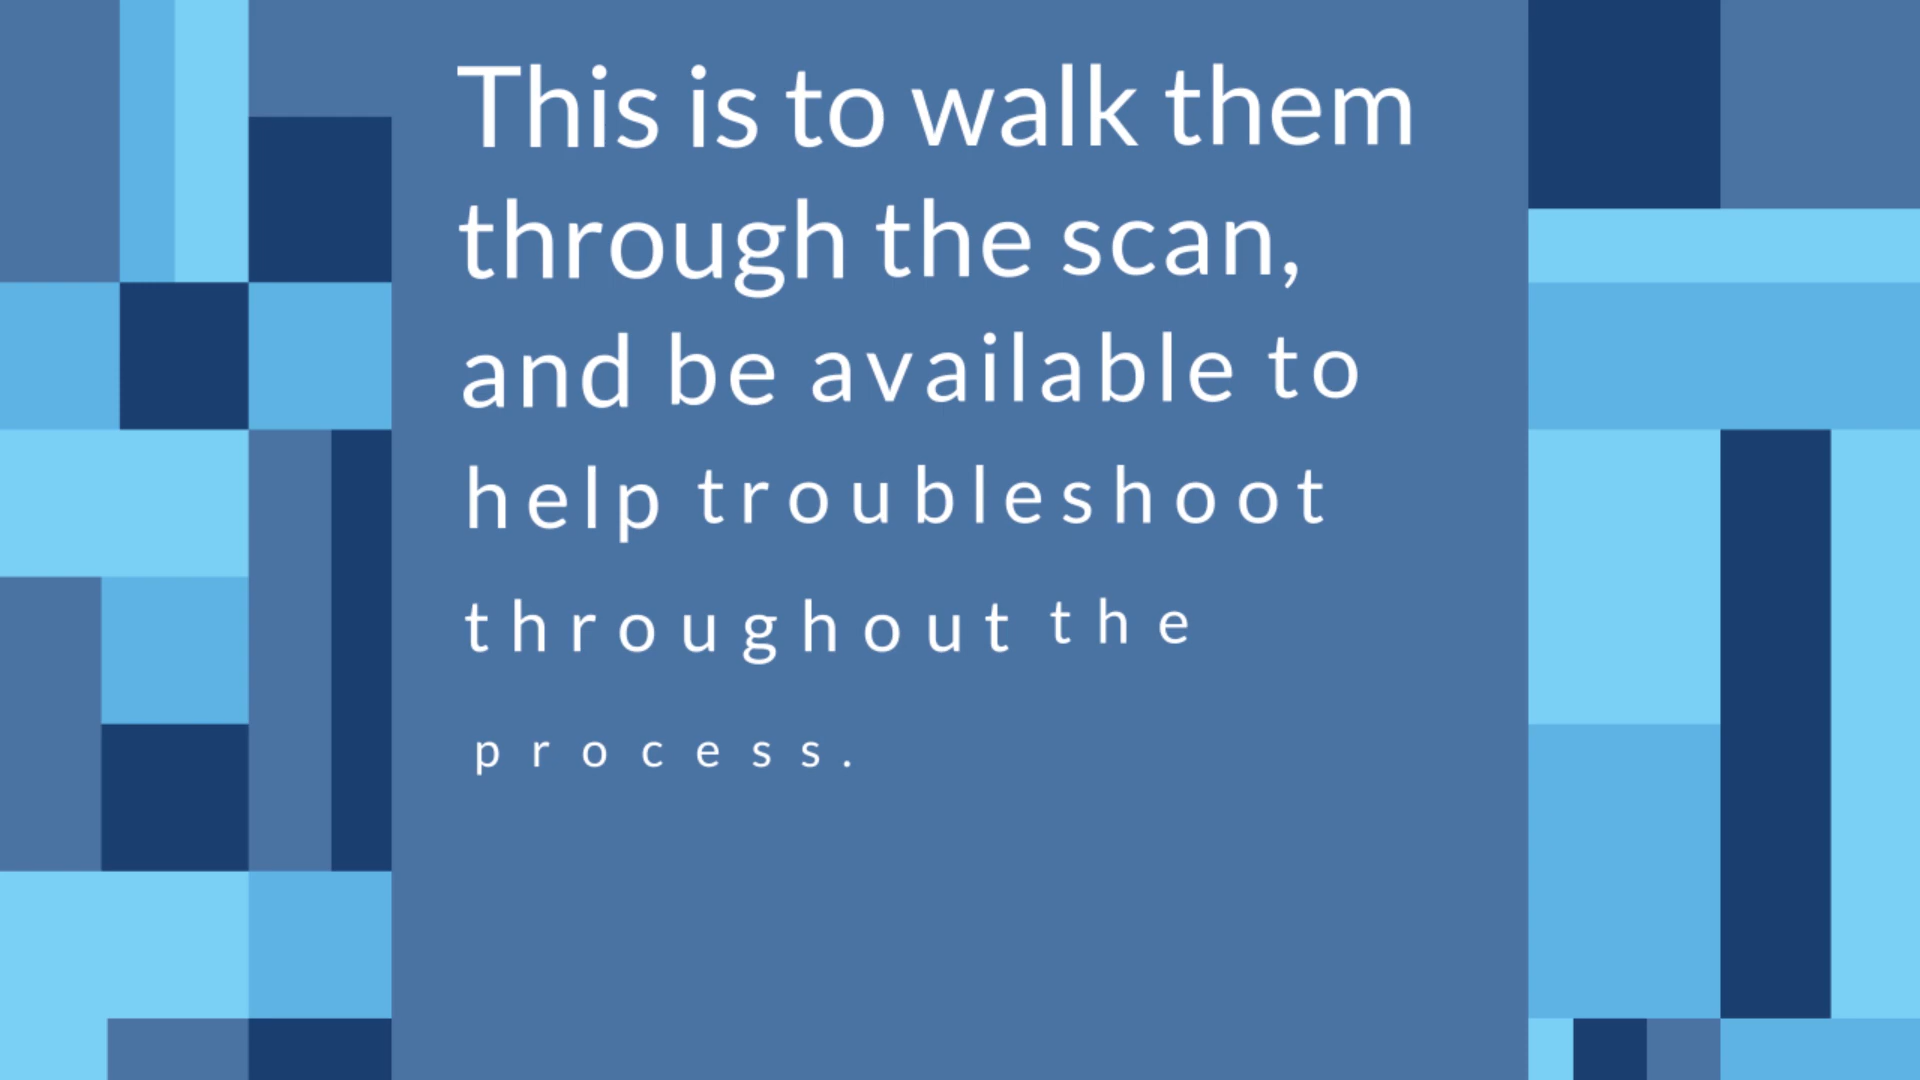 This is to walk them
through the scan,
and be available to
help troubleshoot
throughout the
process.